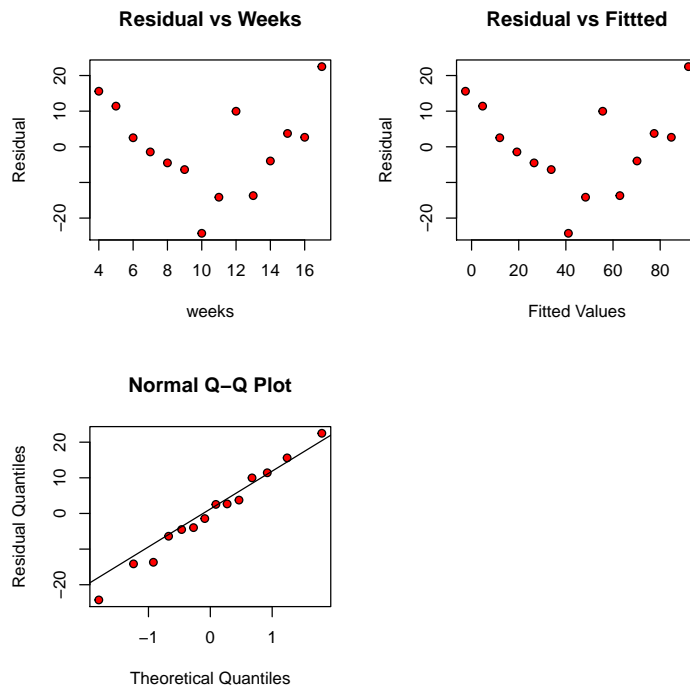 Residual vs Weeks
Residual
20
10
0
−20
4 6 8 10 12 14 16
weeks
Residual vs Fittted
Residual
20
10
0
−20
0 20 40 60 80
Fitted Values
Normal Q−Q Plot
Residual Quantiles
20
10
0
−20
−1 0 1
Theoretical Quantiles